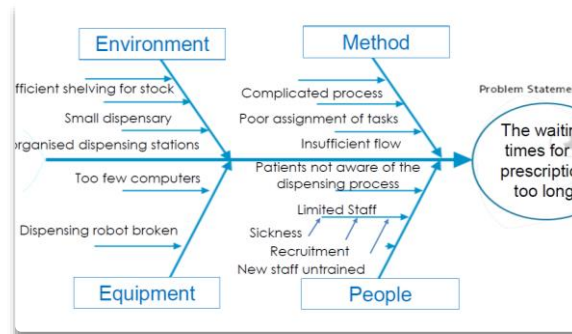 Environment
Method
fficient shelving for stock
Small dispensary
organised dispensing stations
Complicated process
Poor assignment of tasks
Insufficient flow
Problem Stateme
The waitin
times for
prescriptio
too long
Too few computers
Dispensing robot broken
Patients not aware of the
dispensing process
Limited Staff
Sickness
Recruitment
New staff untrained
Equipment
People